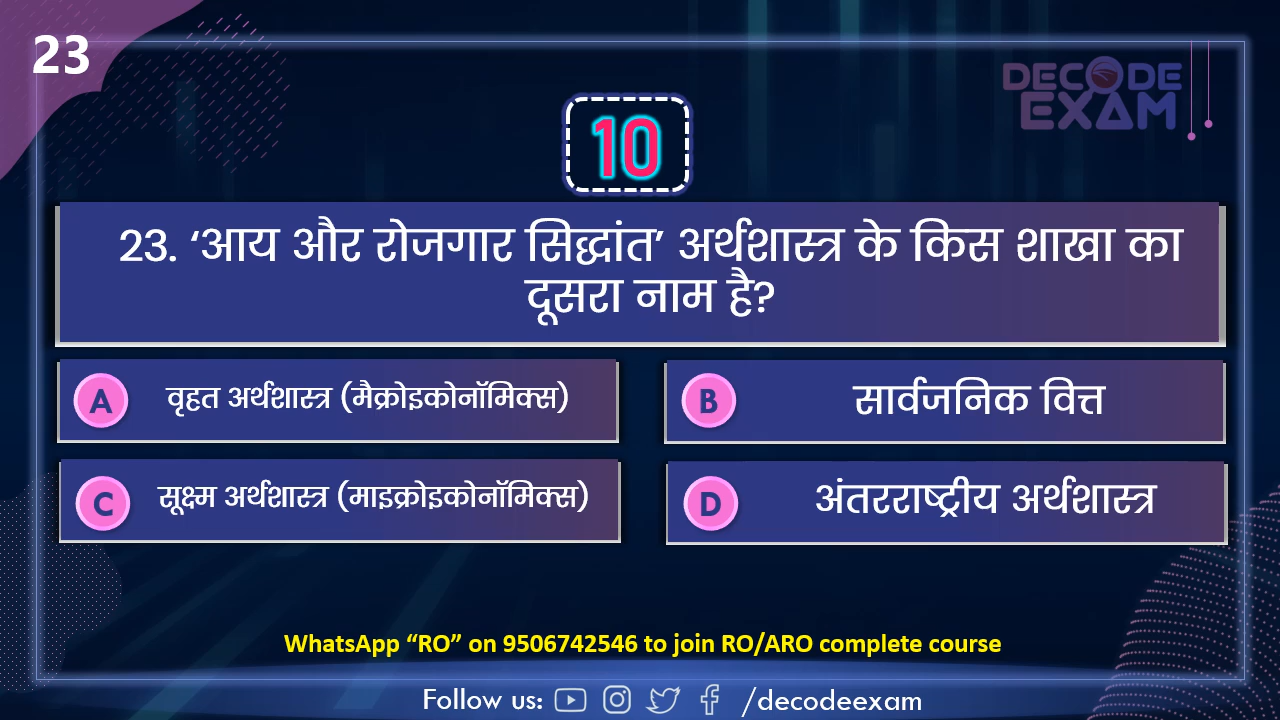 23
DECODE
EXAM
10
23. ‘आय और रोजगार सिद्धांत’ अर्थशास्त्र के किस शाखा का
दूसरा नाम है?
A वृहत अर्थशास्त्र (मैक्रोइकोनॉमिक्स)
B सार्वजनिक वित्त
C सूक्ष्म अर्थशास्त्र (माइक्रोइकोनॉमिक्स)
D अंतरराष्ट्रीय अर्थशास्त्र
WhatsApp “RO” on 9506742546 to join RO/ARO complete course
Follow us: /decodeexam